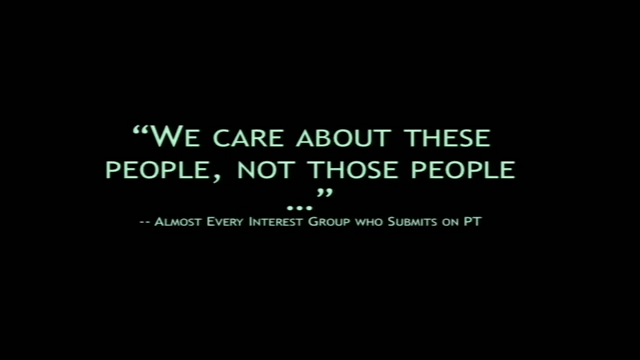 “We care about these
people, not those people
...”
-- Almost Every Interest Group who Submits on PT